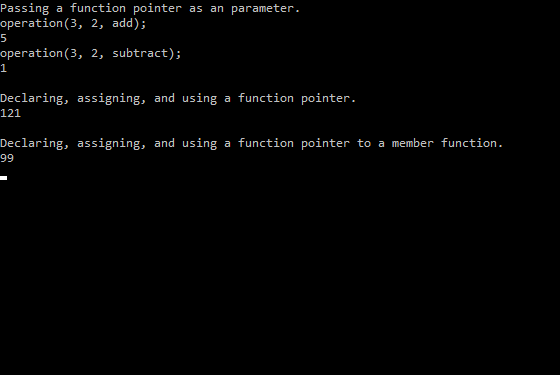 Passing a function pointer as an parameter.
operation(3, 2, add);
5
operation(3, 2, subtract);
1
Declaring, assigning, and using a function pointer.
121
Declaring, assigning, and using a function pointer to a member function.
99